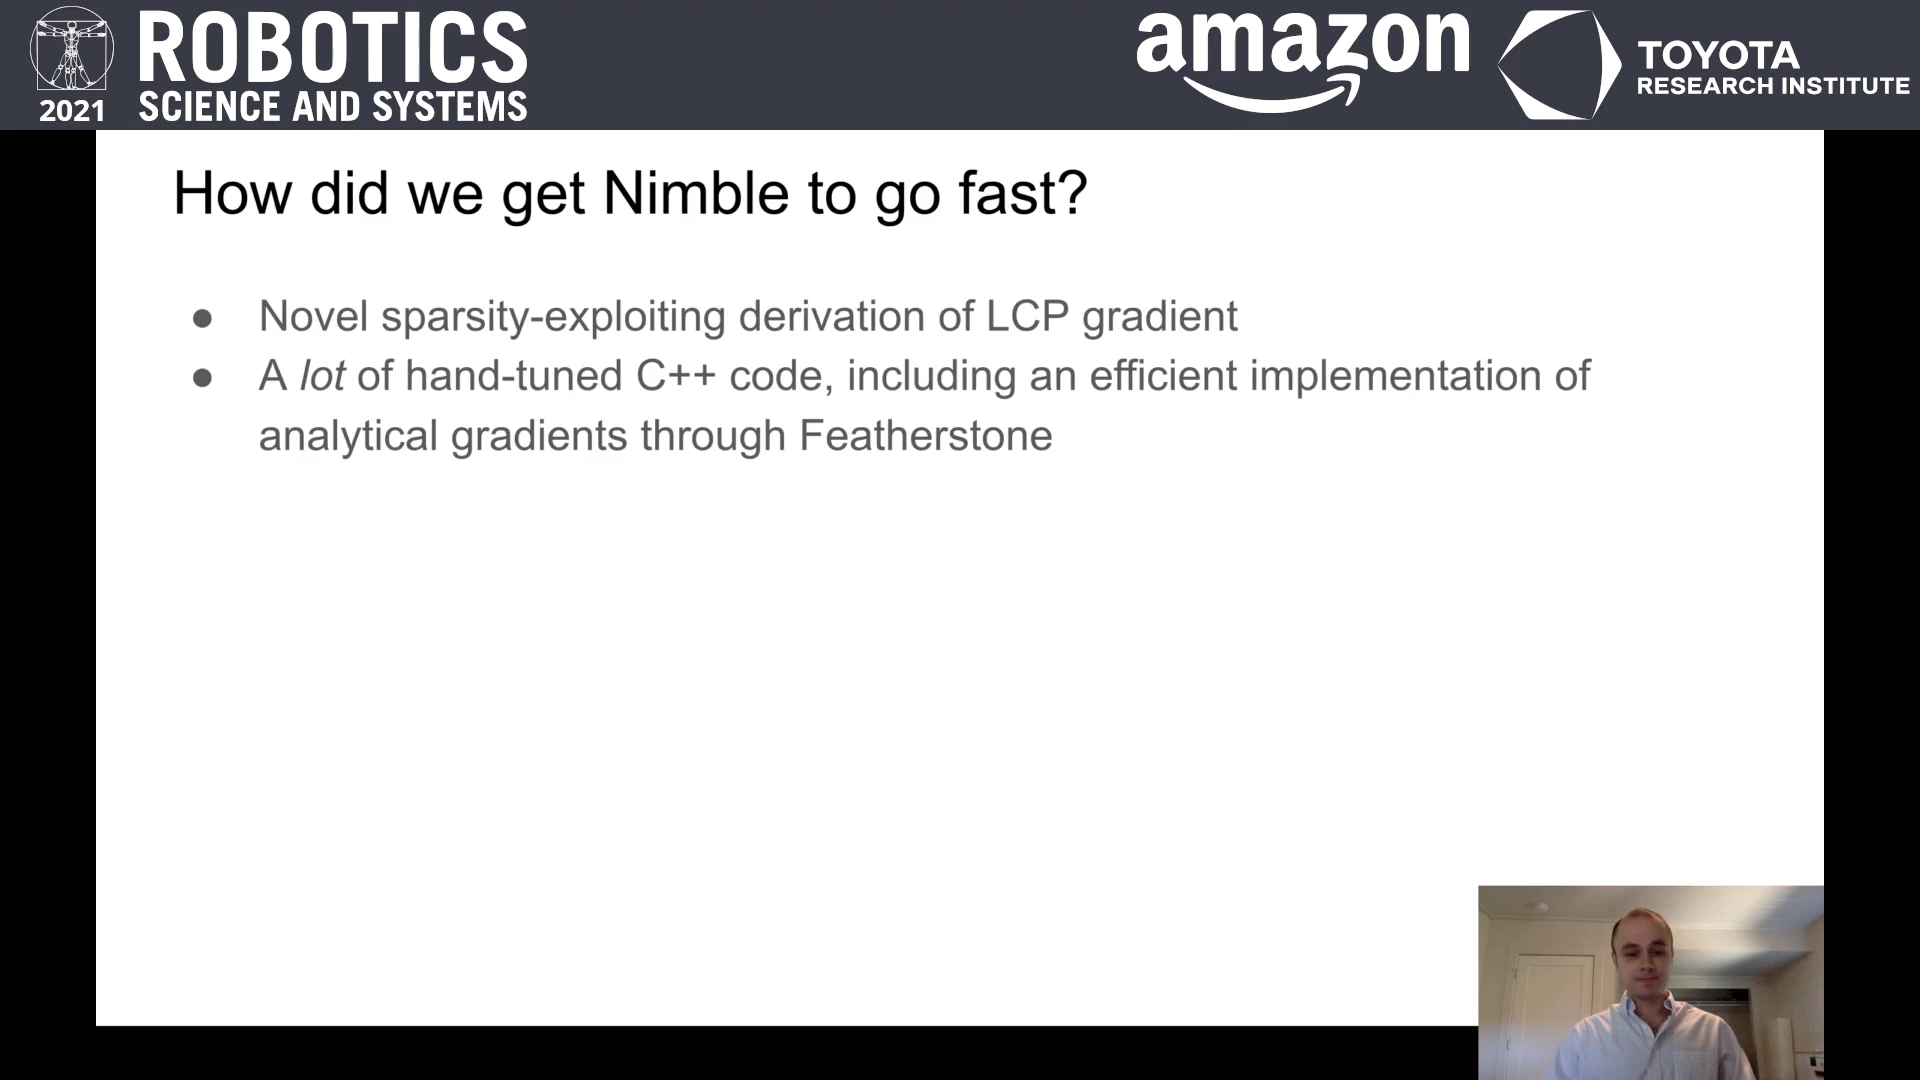 ROBOTICS
2021 SCIENCE AND SYSTEMS
amazon
TOYOTA
RESEARCH INSTITUTE
How did we get Nimble to go fast?
● Novel sparsity-exploiting derivation of LCP gradient
● A lot of hand-tuned C++ code, including an efficient implementation of
analytical gradients through Featherstone